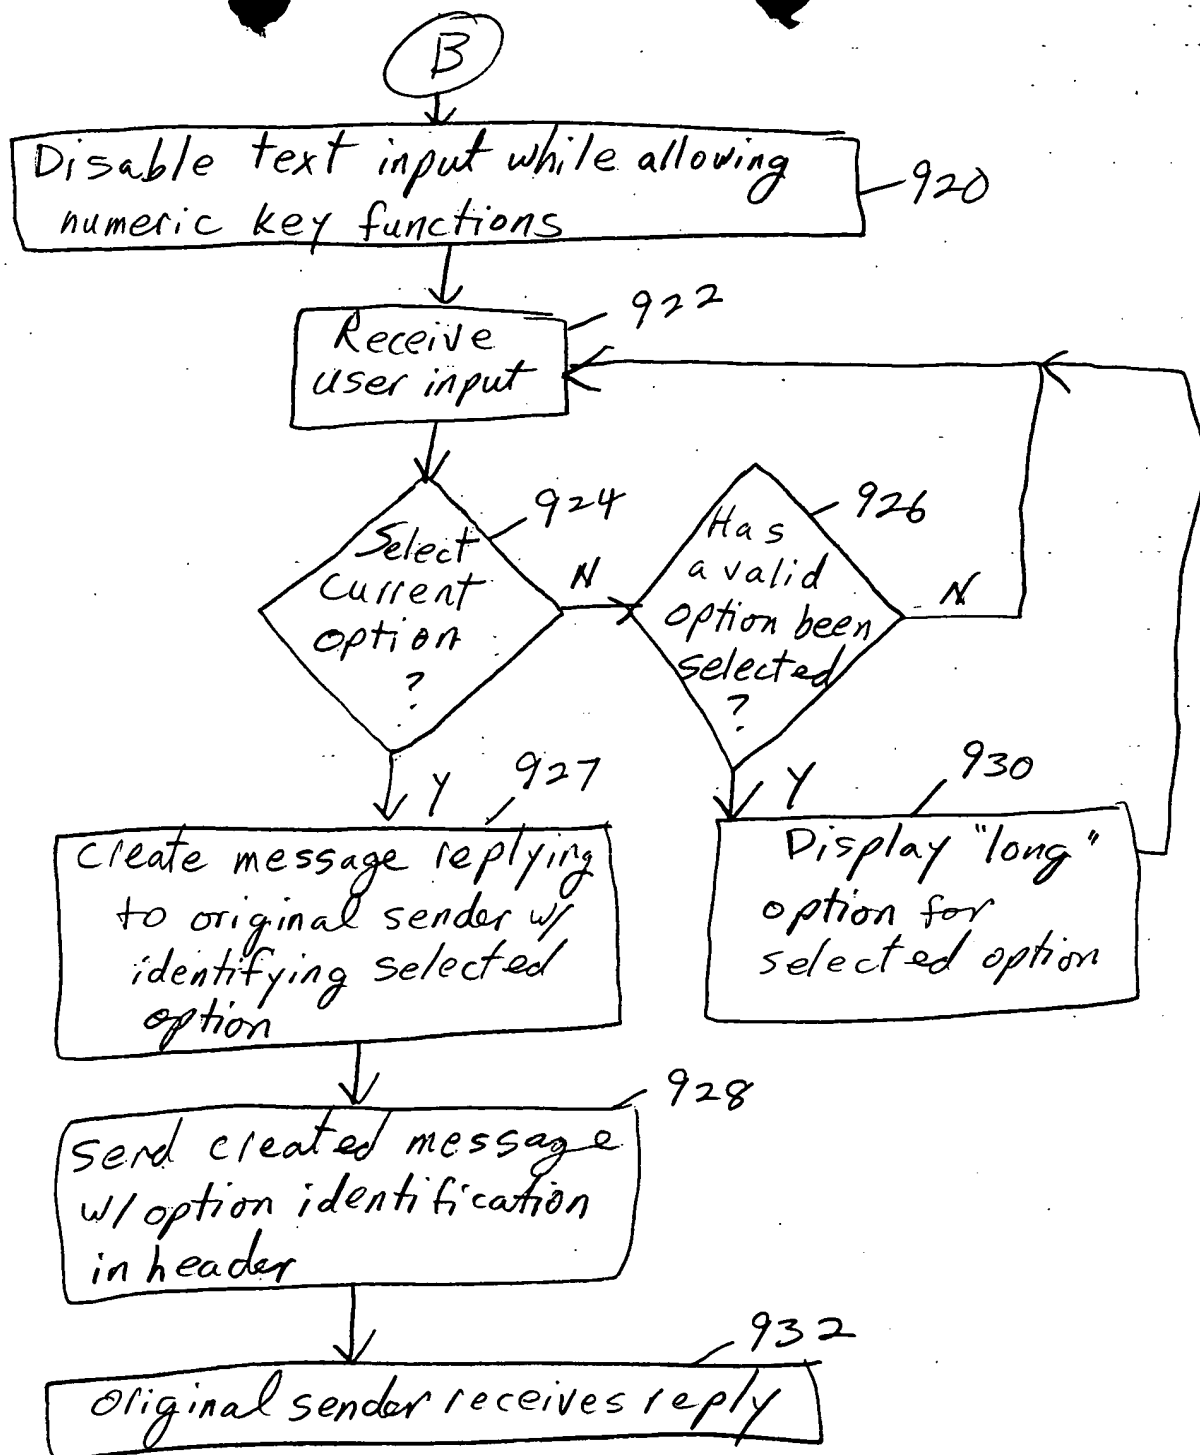 B
Disable text input while allowing
numeric key functions
920
922
Receive
user input
924
Select
current
option
?
N
926
Has
a valid
option been
selected
?
N
Y
927
Y
930
Create message replying
to original sender w/
identifying selected
option
Display "long"
option for
selected option
928
Send created message
w/ option identification
in header
932
Original sender receives reply